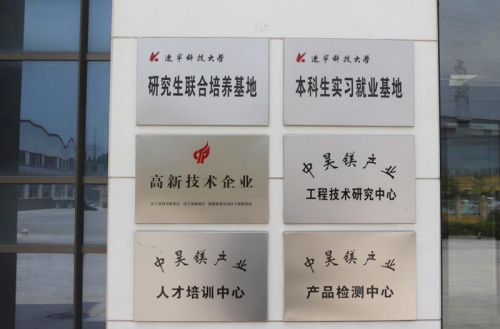 辽宁科技大学
研究生联合培养基地
辽宁科技大学
本科生实习就业基地
高新技术企业
中昊镁产业
工程技术研究中心
中昊镁产业
人才培训中心
中昊镁产业
产品检测中心